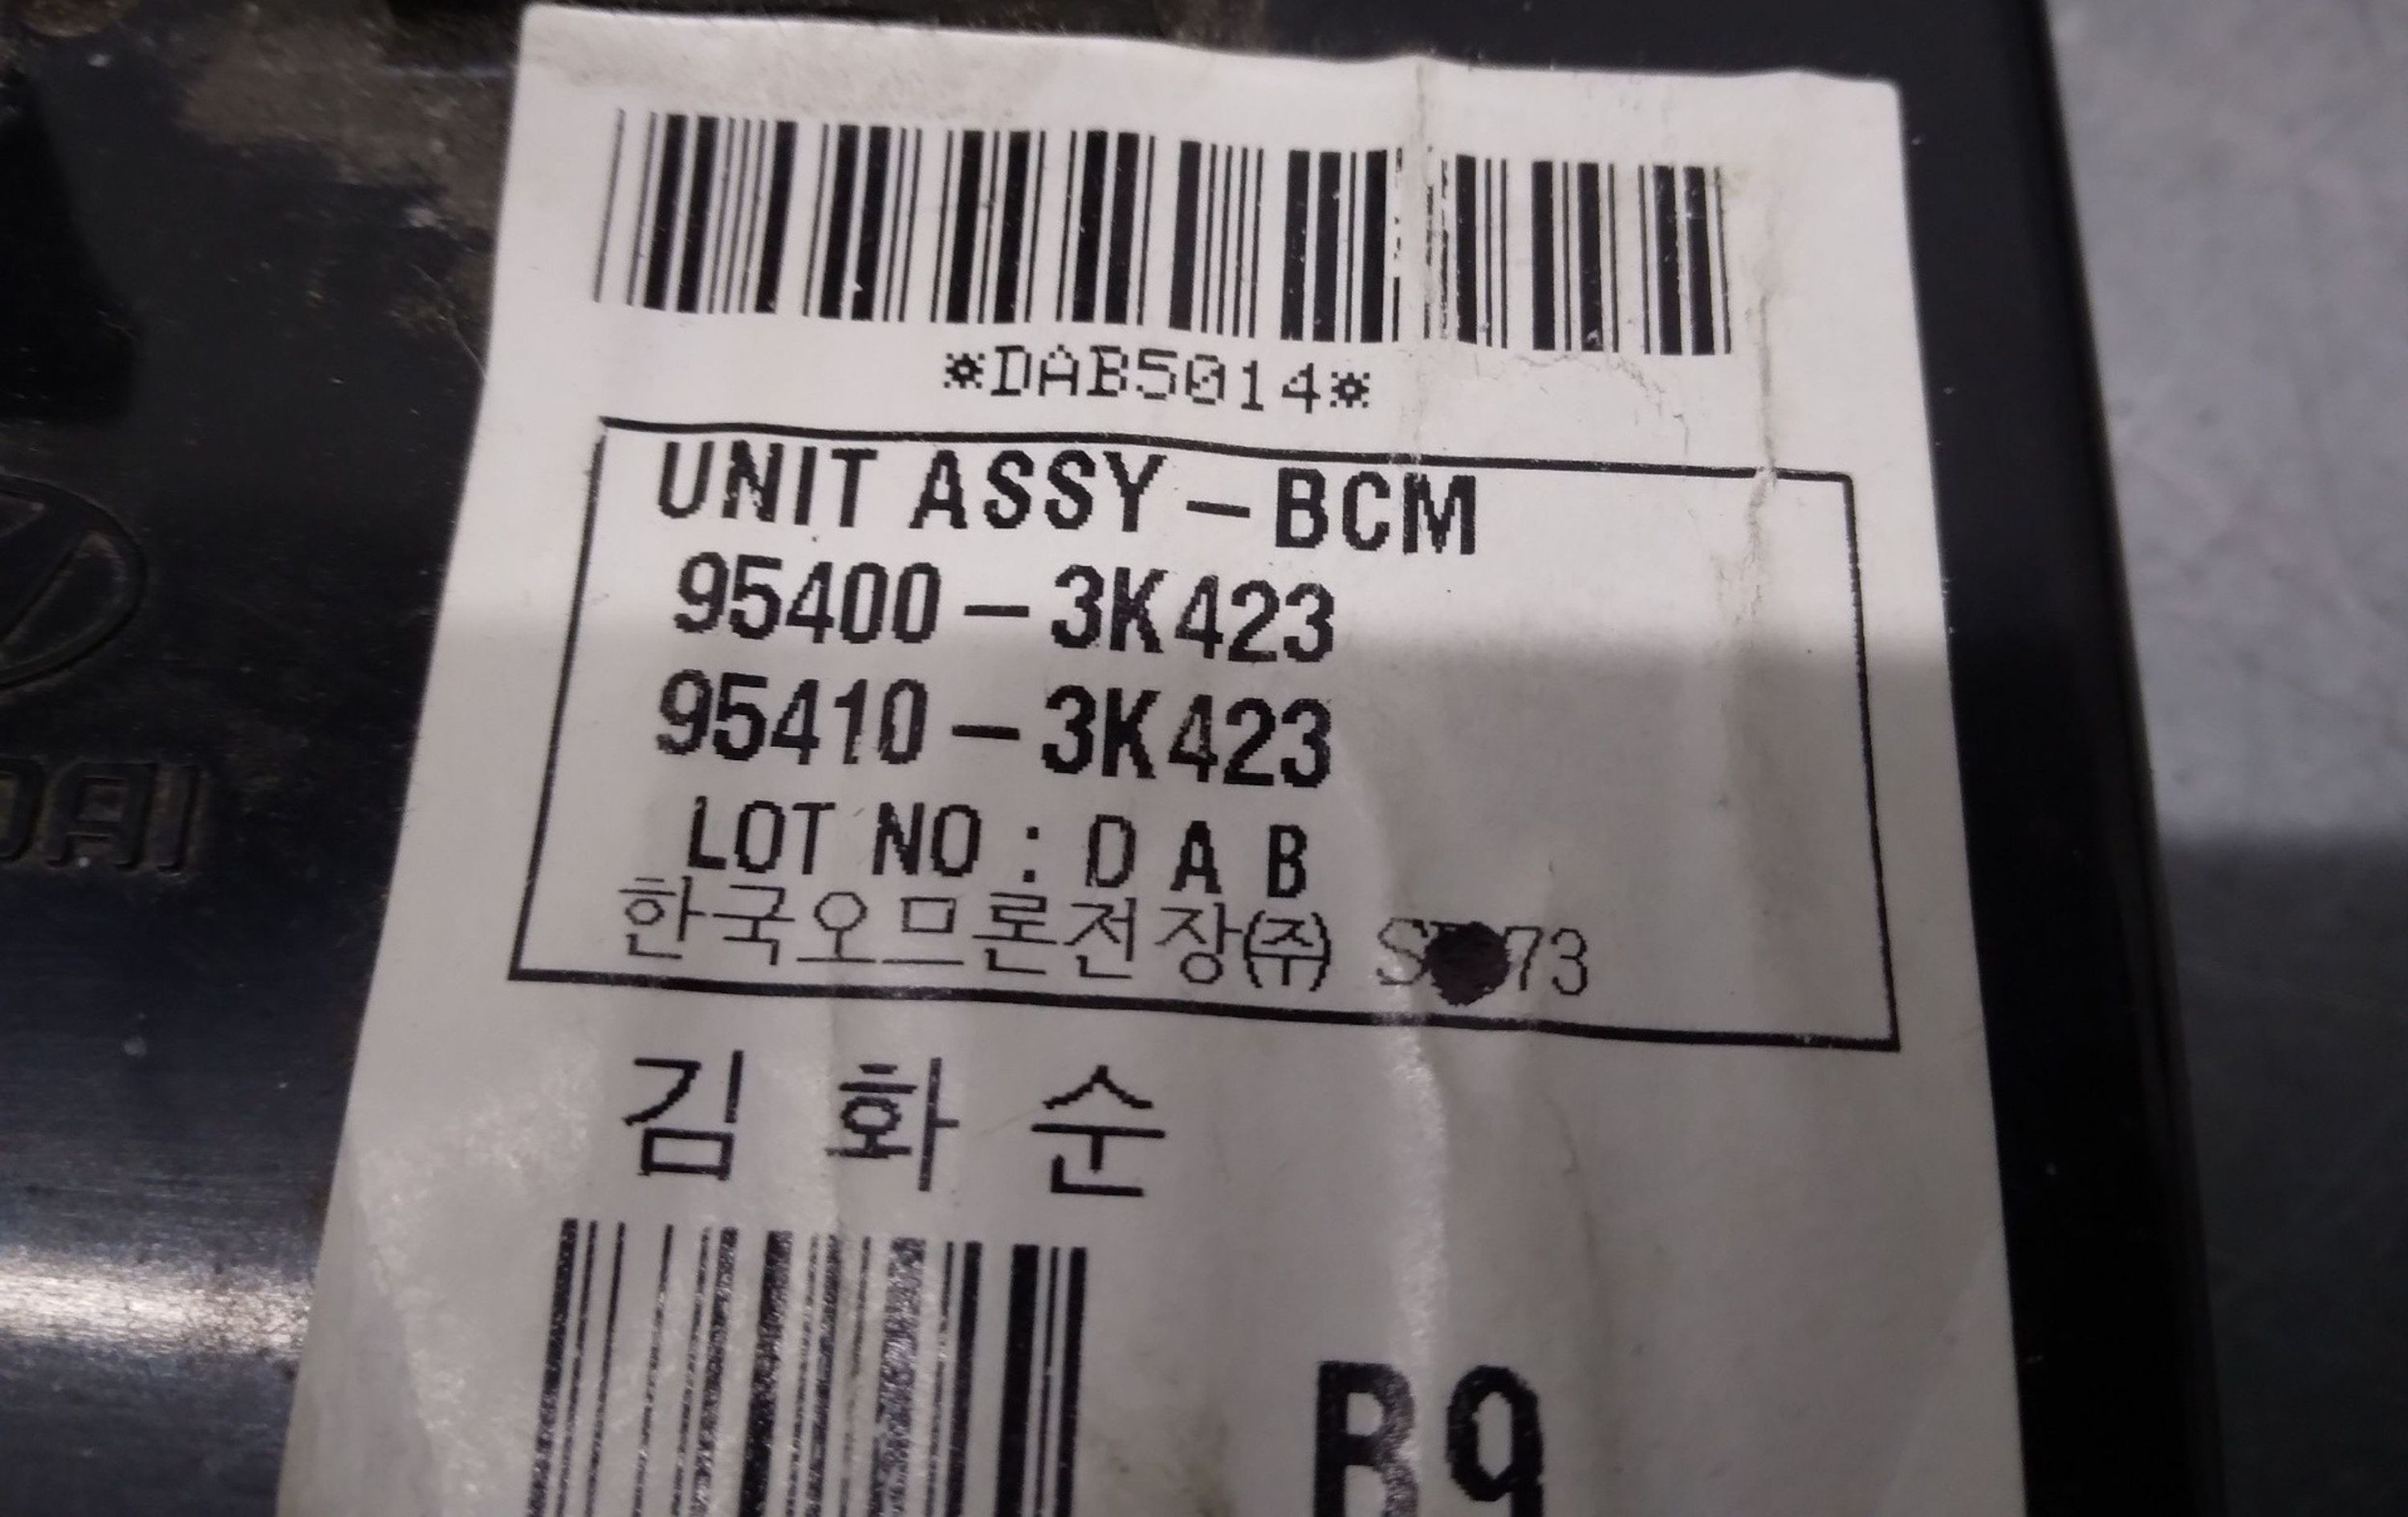 *DAB5014*
UNIT ASSY-BCM
95400-3K423
95410-3K423
LOT NO : D A B
한국오므론전장㈜
김 화 순
B9